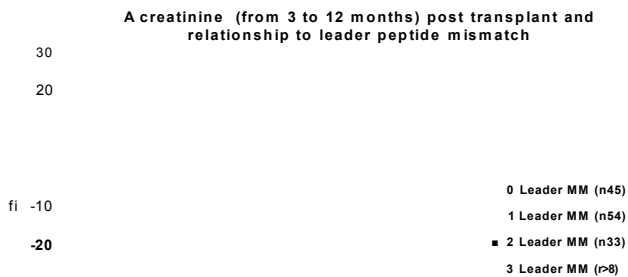 A creatinine (from 3 to 12 months) post transplant and
relationship to leader peptide mismatch
30
20
fi -10
-20
0 Leader MM (n45)
1 Leader MM (n54)
■ 2 Leader MM (n33)
3 Leader MM (r>8)